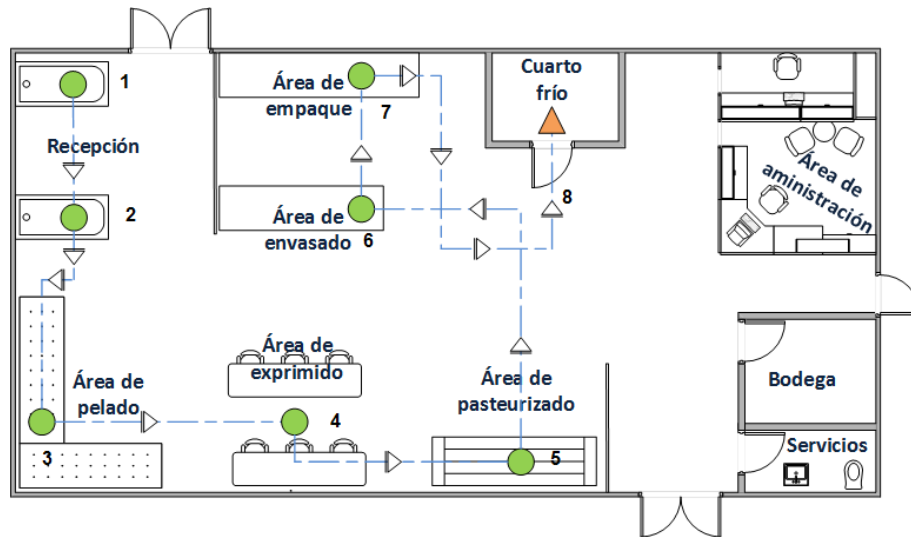 1
Recepción
2
Área de
empaque
7
Cuarto
frío
8
Área de
aministración
Área de
envasado
6
Área de
exprimido
Área de
pelado
3
4
Área de
pasteurizado
5
Bodega
Servicios